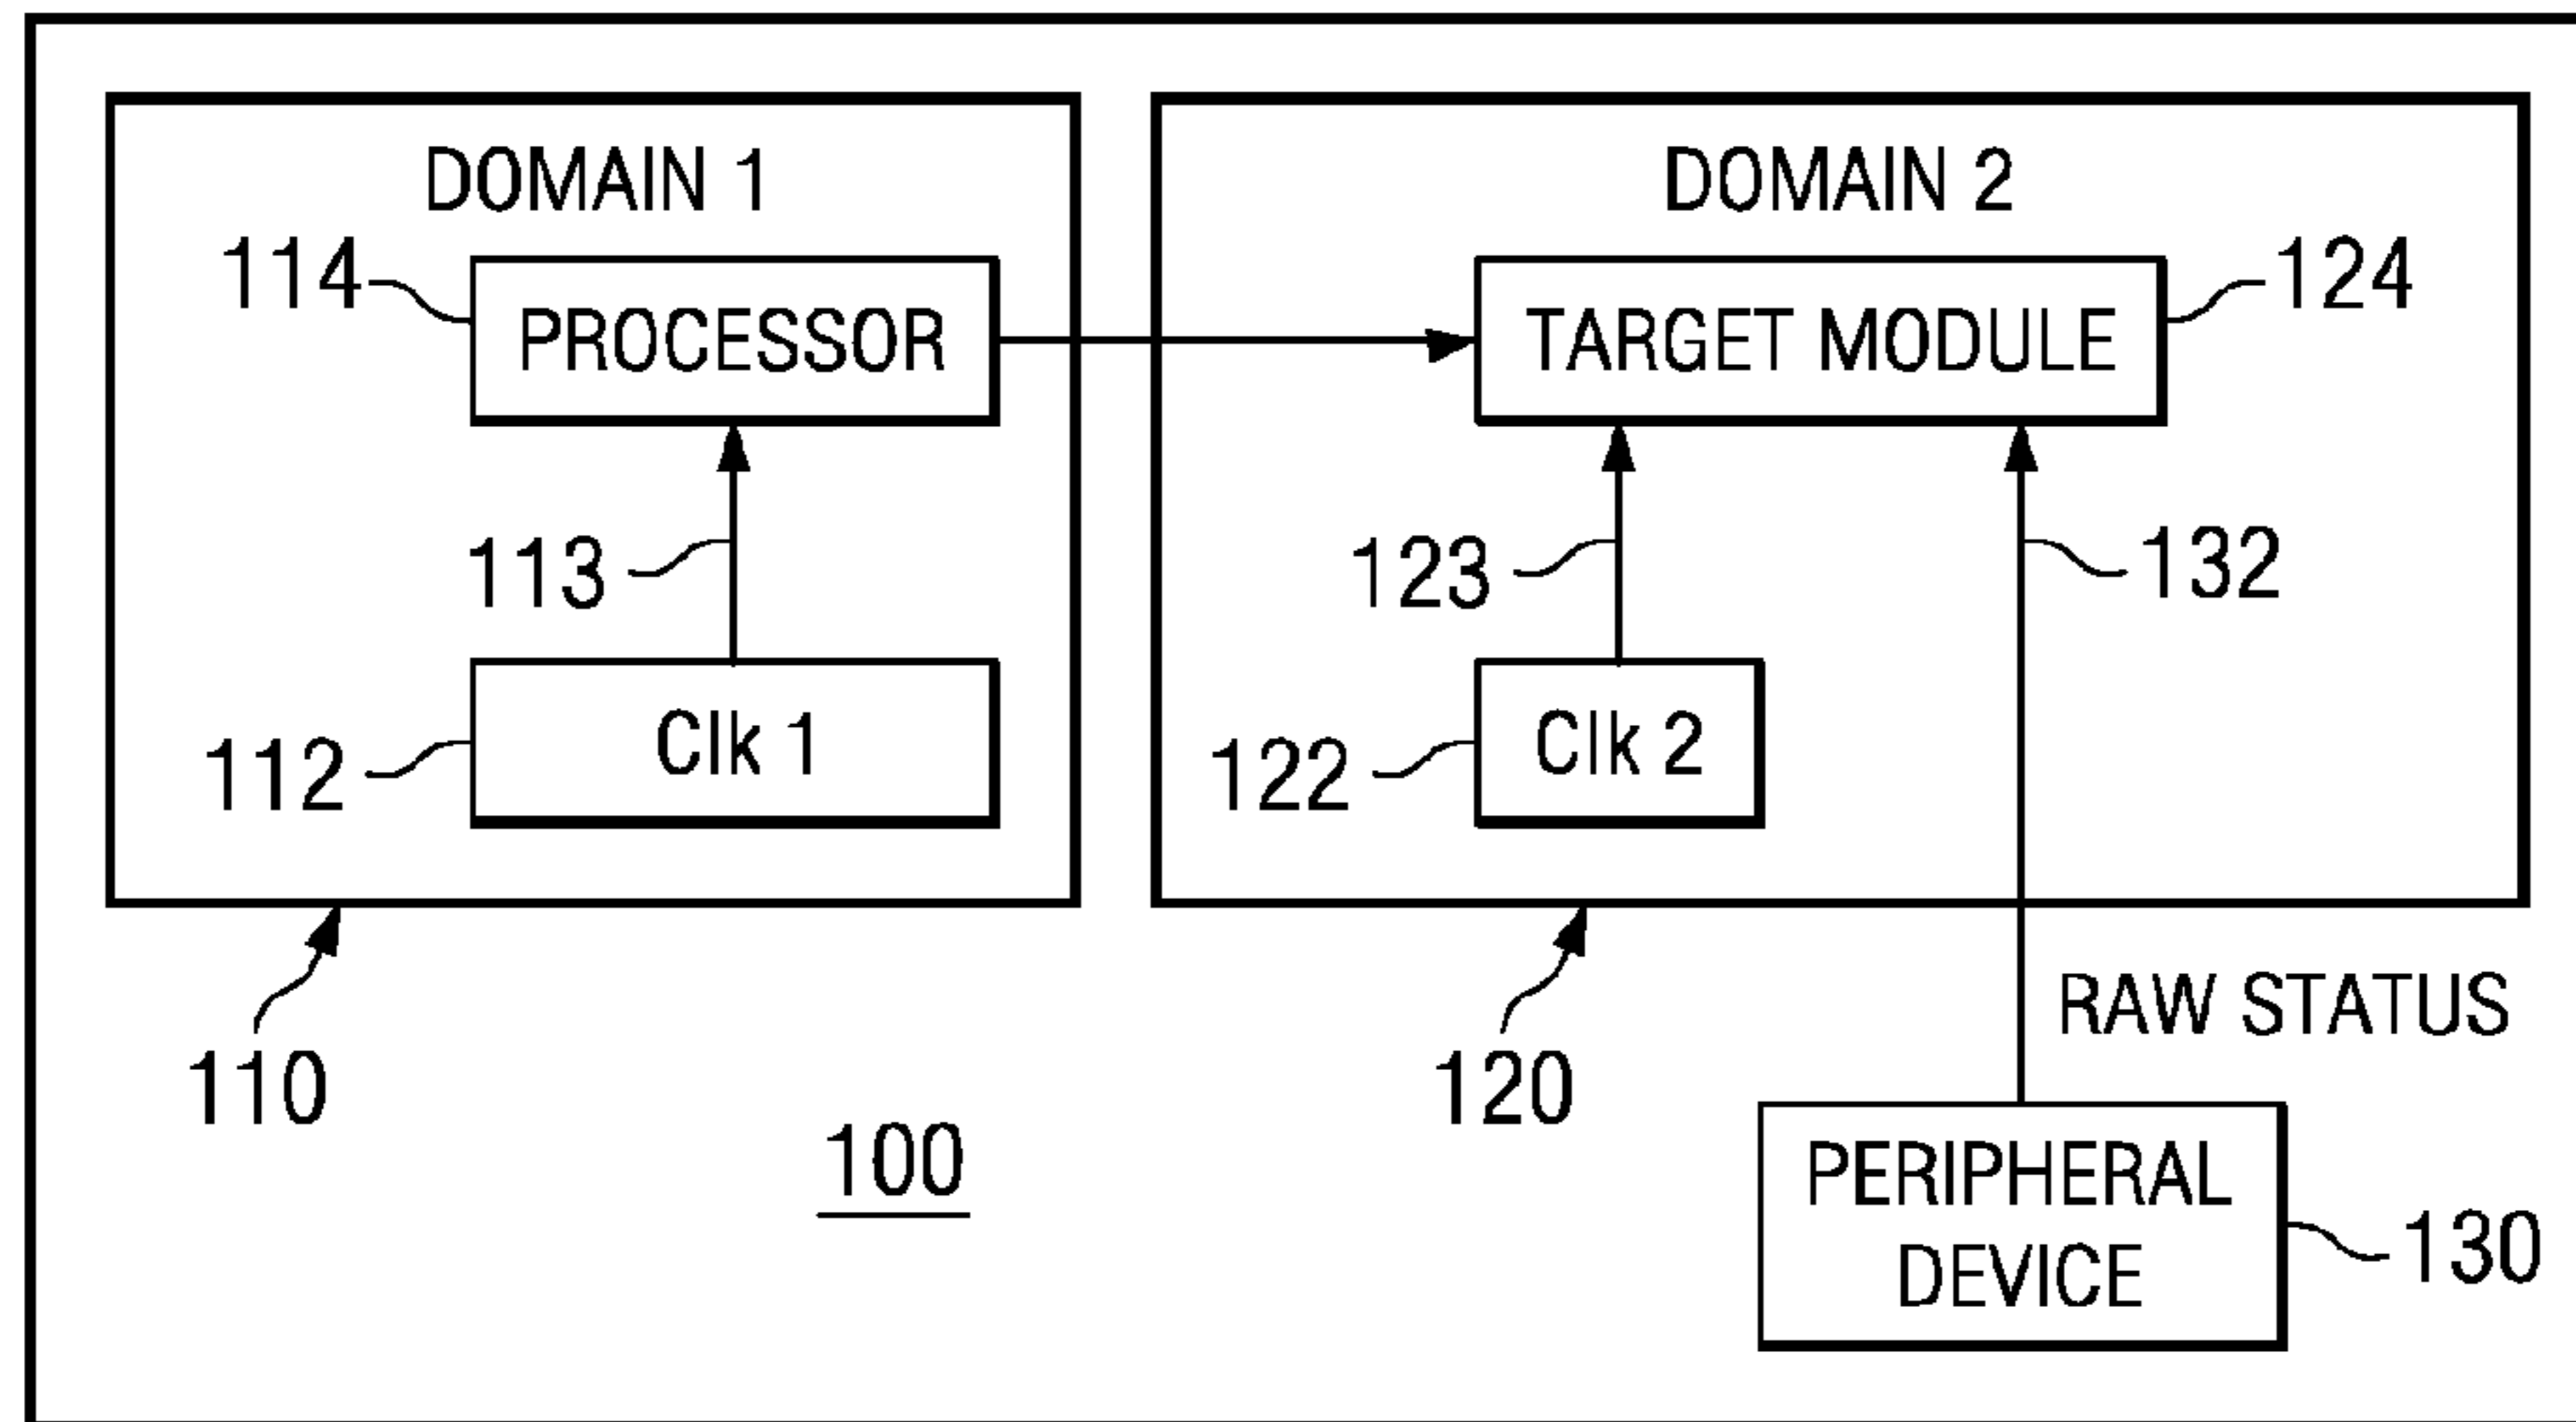 DOMAIN 1
DOMAIN 2
114
PROCESSOR
TARGET MODULE
124
113
123
132
112
Clk 1
122
Clk 2
RAW STATUS
110
120
100
PERIPHERAL
DEVICE
130